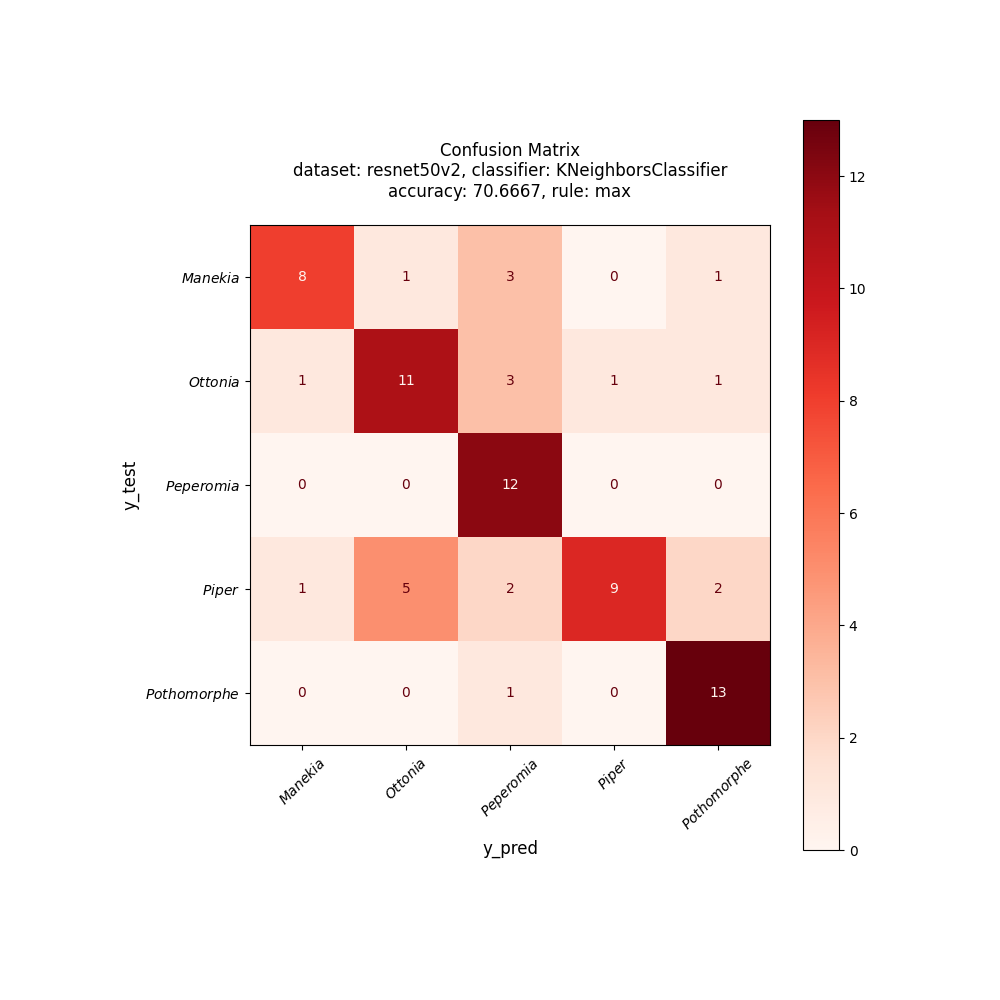 Confusion Matrix
dataset: resnet50v2, classifier: KNeighborsClassifier
accuracy: 70.6667, rule: max
Manekia 8 1 3 0 1
Ottonia 1 11 3 1 1
Peperomia 0 0 12 0 0
Piper 1 5 2 9 2
Pothomorphe 0 0 1 0 13
Manekia Ottonia Peperomia Piper Pothomorphe
y_pred
y_test
12
10
8
6
4
2
0